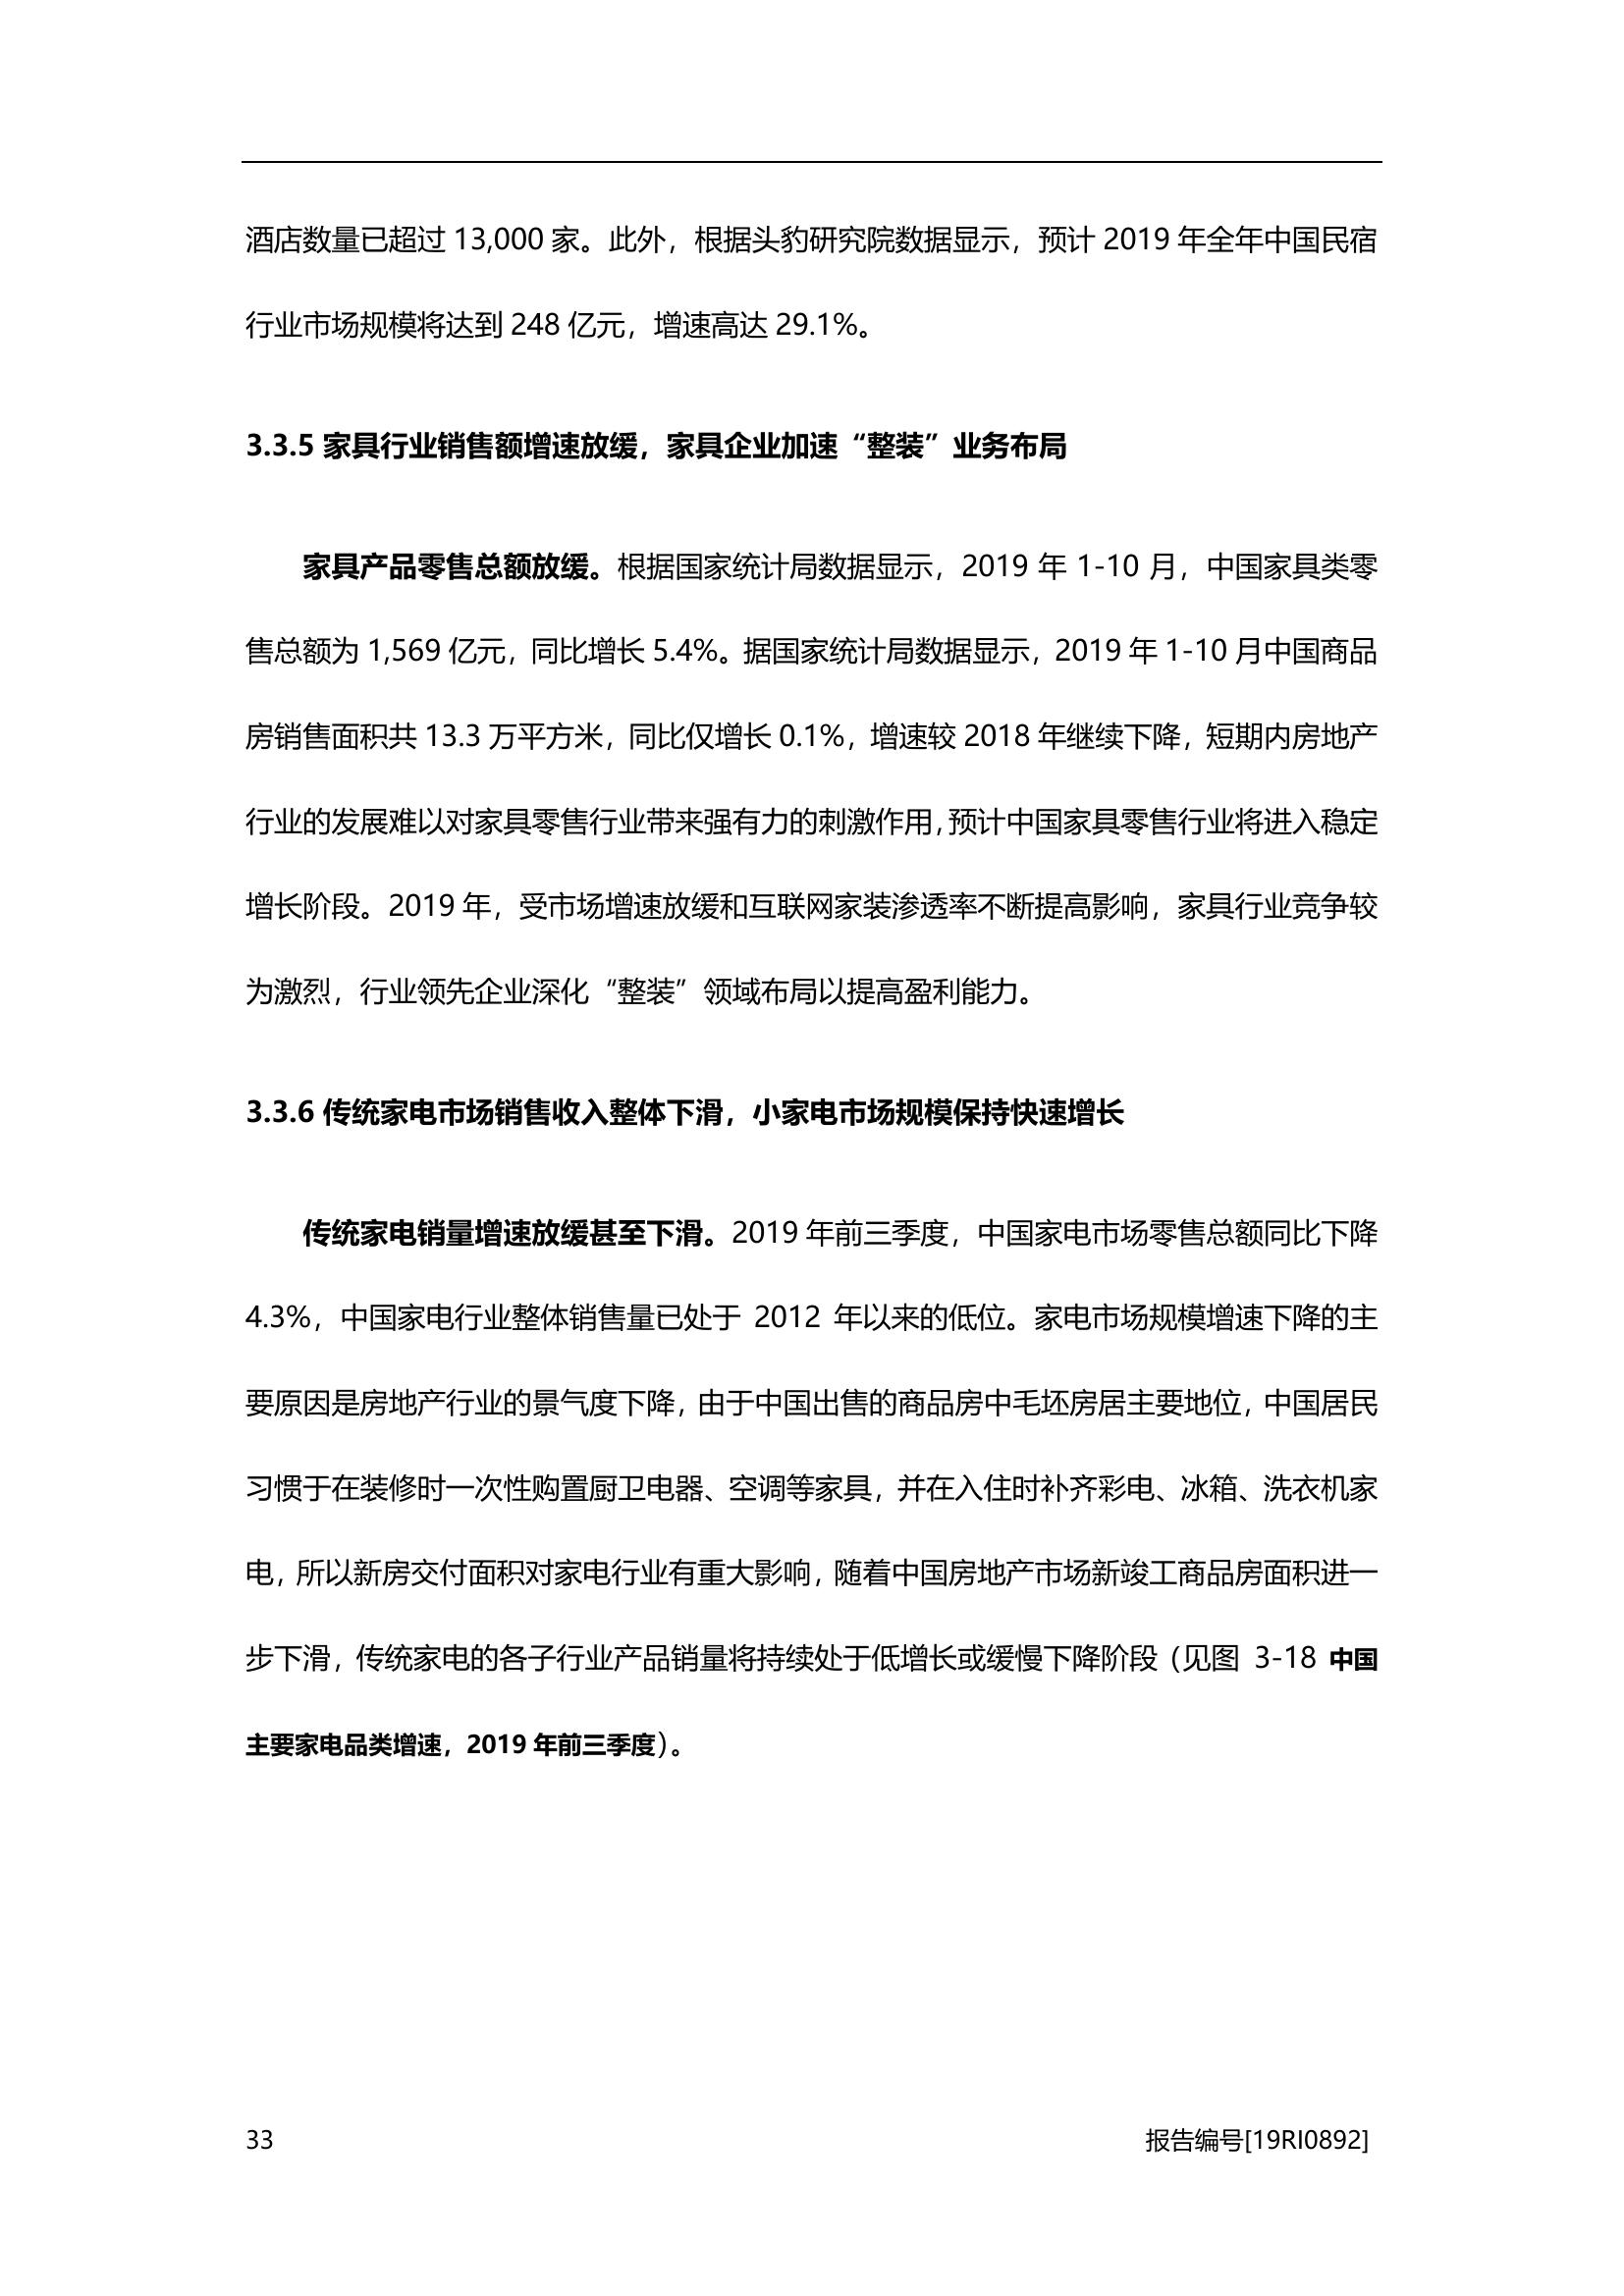 酒店数量已超过 13,000 家。此外，根据头豹研究院数据显示，预计 2019 年全年中国民宿
行业市场规模将达到 248 亿元，增速高达 29.1%。
3.3.5 家具行业销售额增速放缓，家具企业加速“整装”业务布局
家具产品零售总额放缓。根据国家统计局数据显示，2019 年 1-10 月，中国家具类零
售总额为 1,569 亿元，同比增长 5.4%。据国家统计局数据显示，2019 年 1-10 月中国商品
房销售面积共 13.3 万平方米，同比仅增长 0.1%，增速较 2018 年继续下降，短期内房地产
行业的发展难以对家具零售行业带来强有力的刺激作用，预计中国家具零售行业将进入稳定
增长阶段。2019 年，受市场增速放缓和互联网家装渗透率不断提高影响，家具行业竞争较
为激烈，行业领先企业深化“整装”领域布局以提高盈利能力。
3.3.6 传统家电市场销售收入整体下滑，小家电市场规模保持快速增长
传统家电销量增速放缓甚至下滑。2019 年前三季度，中国家电市场零售总额同比下降
4.3%，中国家电行业整体销售量已处于 2012 年以来的低位。家电市场规模增速下降的主
要原因是房地产行业的景气度下降，由于中国出售的商品房中毛坯房居主要地位，中国居民
习惯于在装修时一次性购置厨卫电器、空调等家具，并在入住时补齐彩电、冰箱、洗衣机家
电，所以新房交付面积对家电行业有重大影响，随着中国房地产市场新竣工商品房面积进一
步下滑，传统家电的各子行业产品销量将持续处于低增长或缓慢下降阶段（见图 3-18 中国
主要家电品类增速，2019 年前三季度）。
33 报告编号[19RI0892]